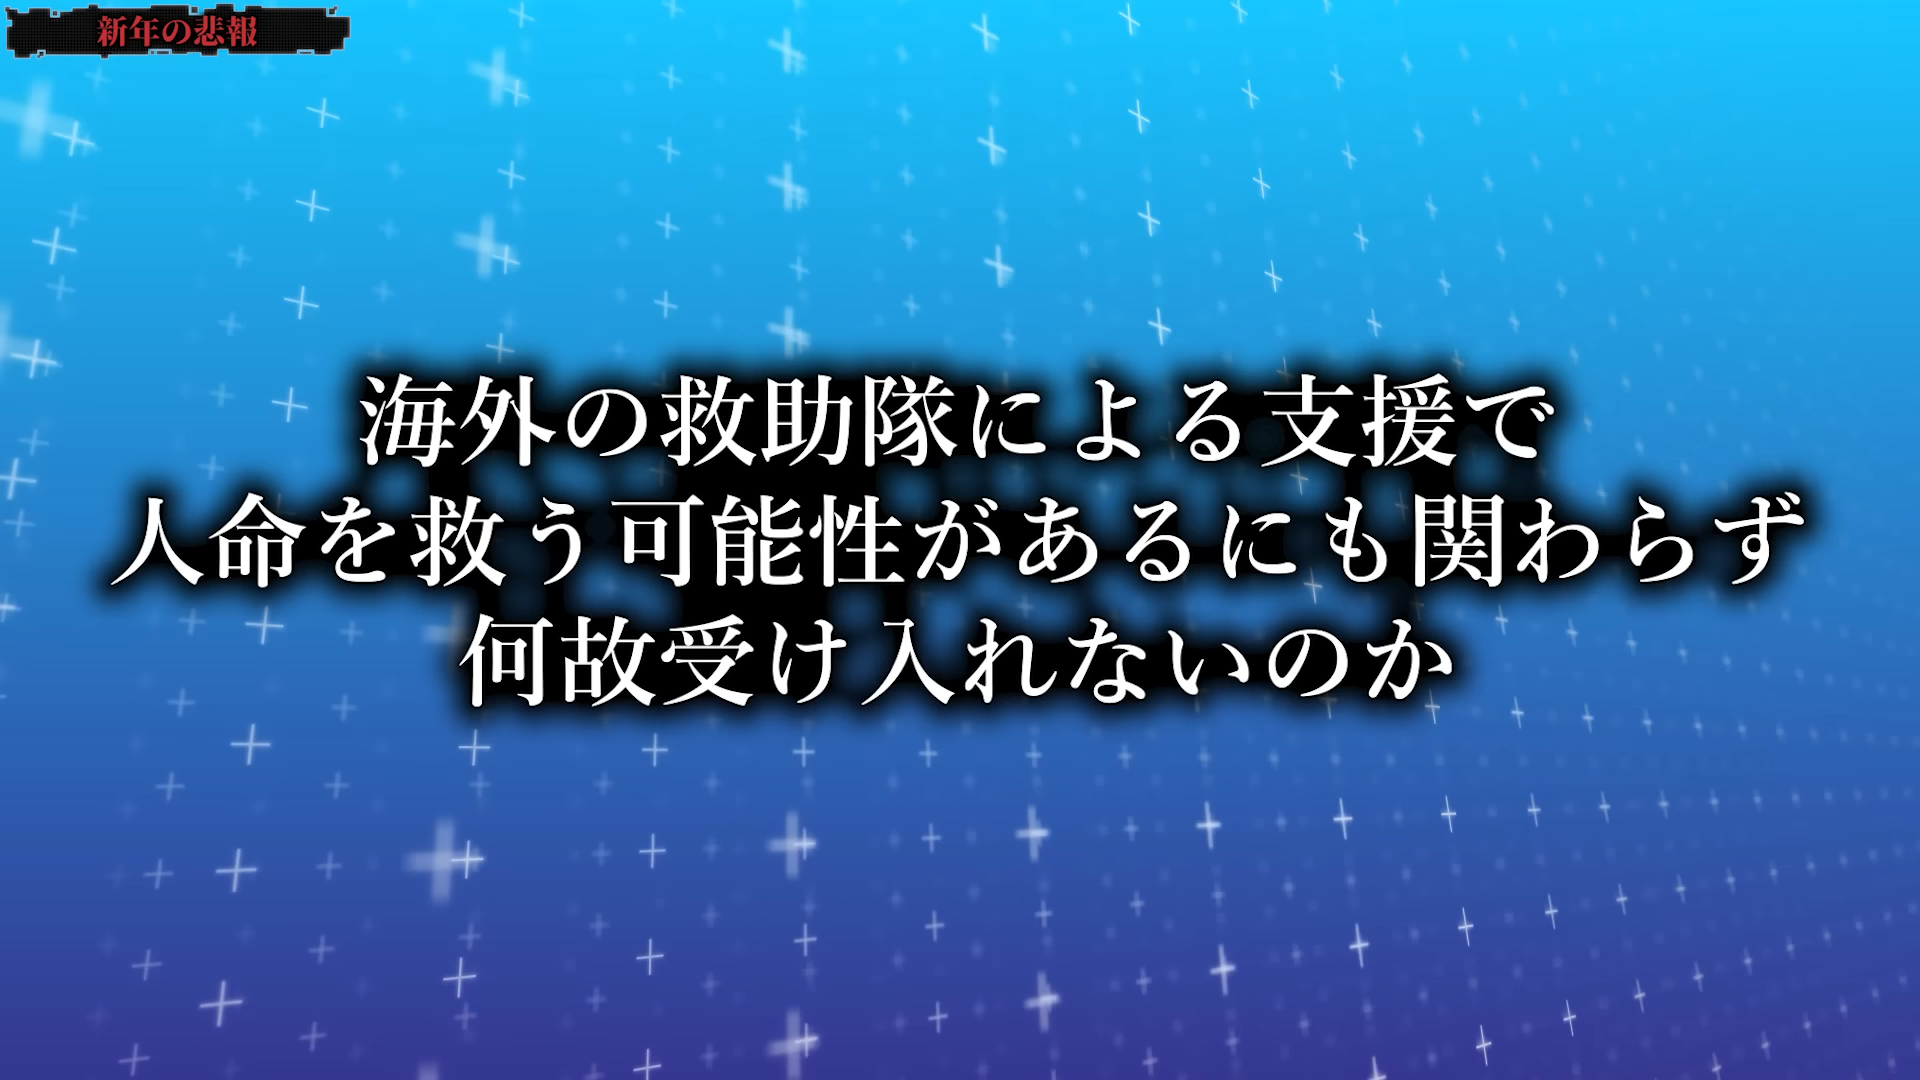 新年の悲報
海外の救助隊による支援で
人命を救う可能性があるにも関わらず
何故受け入れないのか